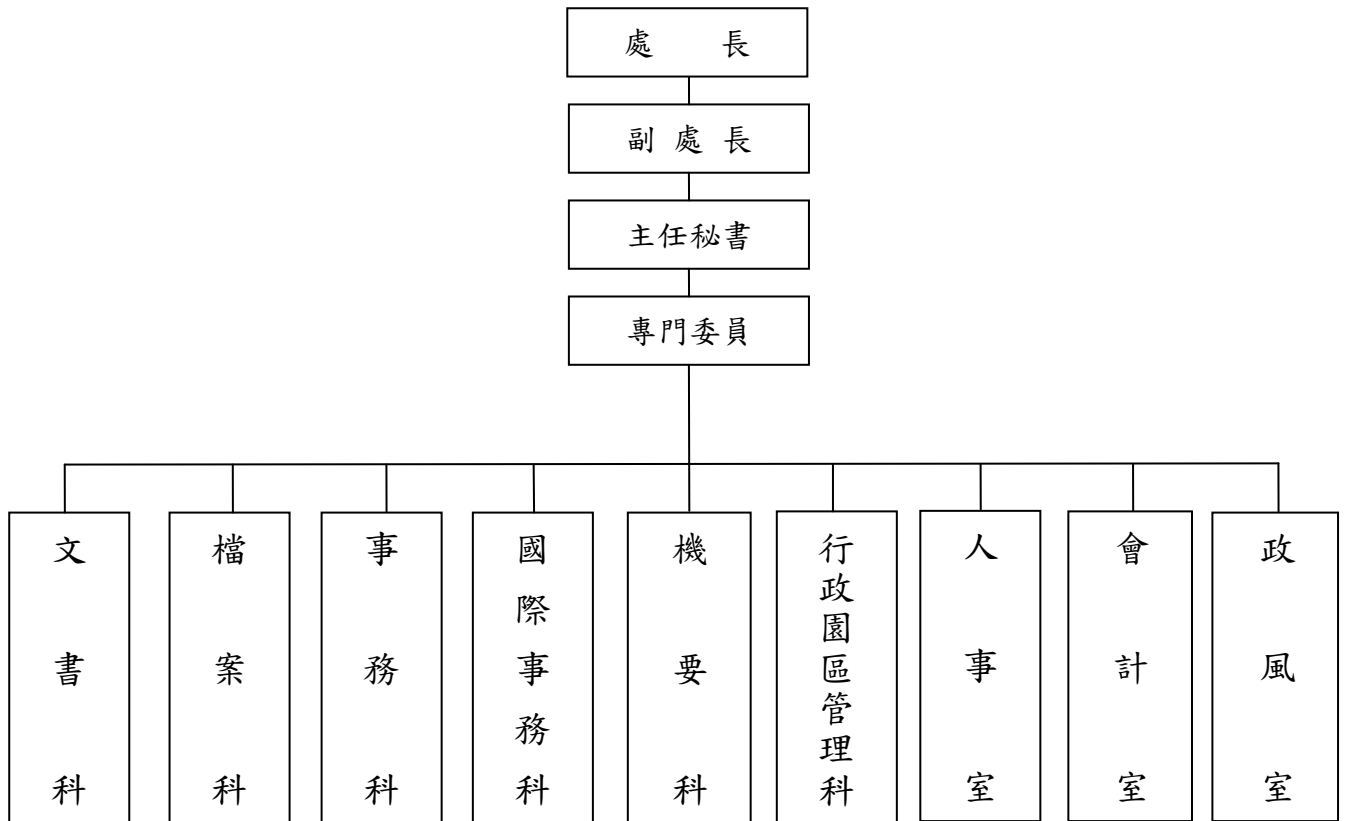 處 長
副處長
主任秘書
專門委員
文書科
檔案科
事務科
國際事務科
機要科
行政園區管理科
人事室
會計室
政風室